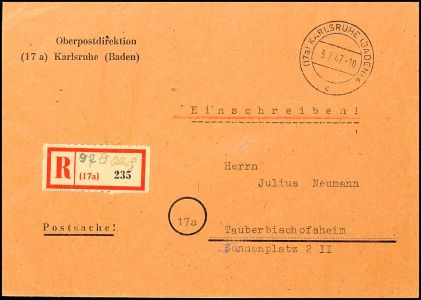 Oberpostdirektion
(17 a) Karlsruhe (Baden)
(17a) KARLSRUHE (BADEN) 4
3.7.47-10
c
Einschreiben!
R
(17a) 235
Herrn
Julius Neumann
17a
Postsache!
Tauberbischofsheim
Sonnenplatz 2 II